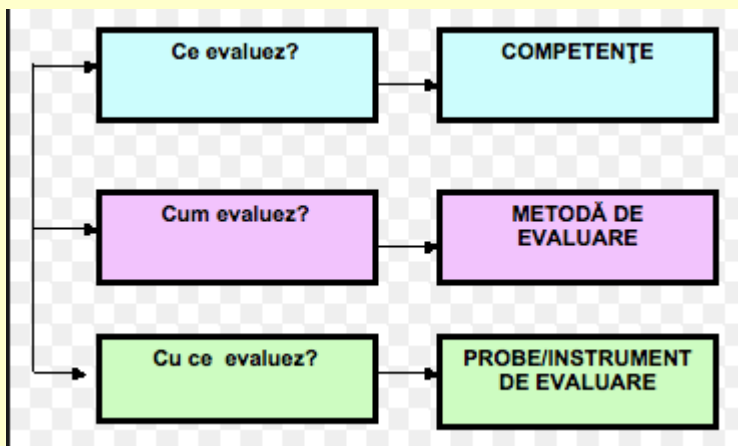 Ce evaluez?
COMPETENŢE
Cum evaluez?
METODĂ DE
EVALUARE
Cu ce evaluez?
PROBE/INSTRUMENT
DE EVALUARE